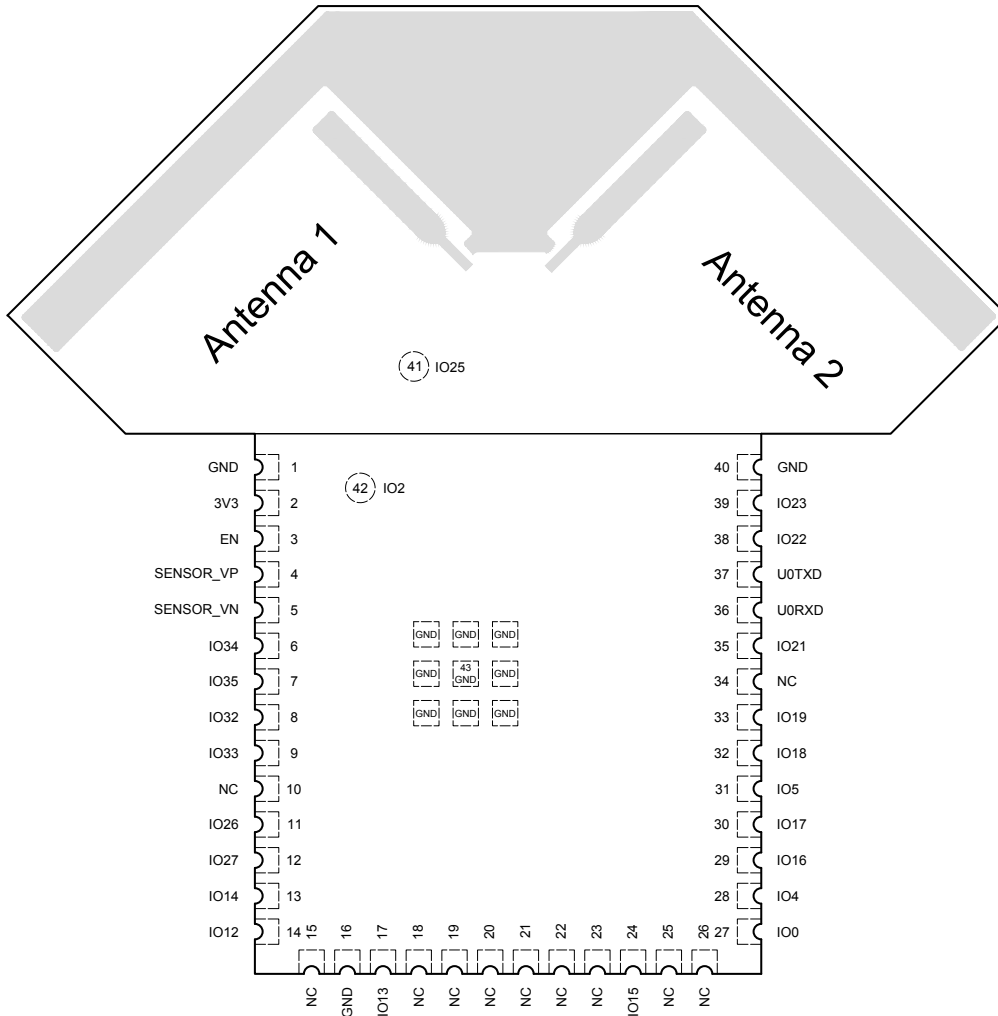 Antenna 1
Antenna 2
41 IO25
GND 1
42 IO2
40 GND
3V3 2
39 IO23
EN 3
38 IO22
SENSOR_VP 4
37 U0TXD
SENSOR_VN 5
36 U0RXD
GND GND GND
IO34 6
35 IO21
IO35 7
GND 43 GND GND
34 NC
IO32 8
GND GND GND
33 IO19
IO33 9
32 IO18
NC 10
31 IO5
IO26 11
30 IO17
IO27 12
29 IO16
IO14 13
28 IO4
IO12 14
27 IO0
15 16 17 18 19 20 21 22 23 24 25 26
NC GND IO13 NC NC NC NC NC NC IO15 NC NC